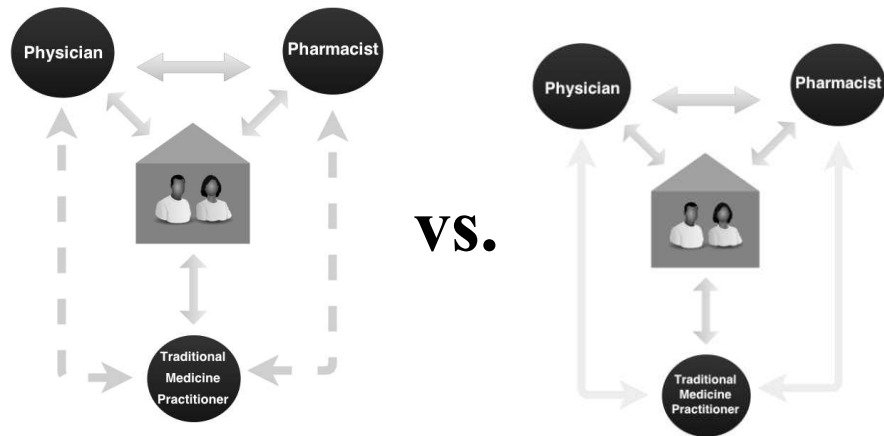 Physician
Pharmacist
Traditional
Medicine
Practitioner
vs.
Physician
Pharmacist
Traditional
Medicine
Practitioner